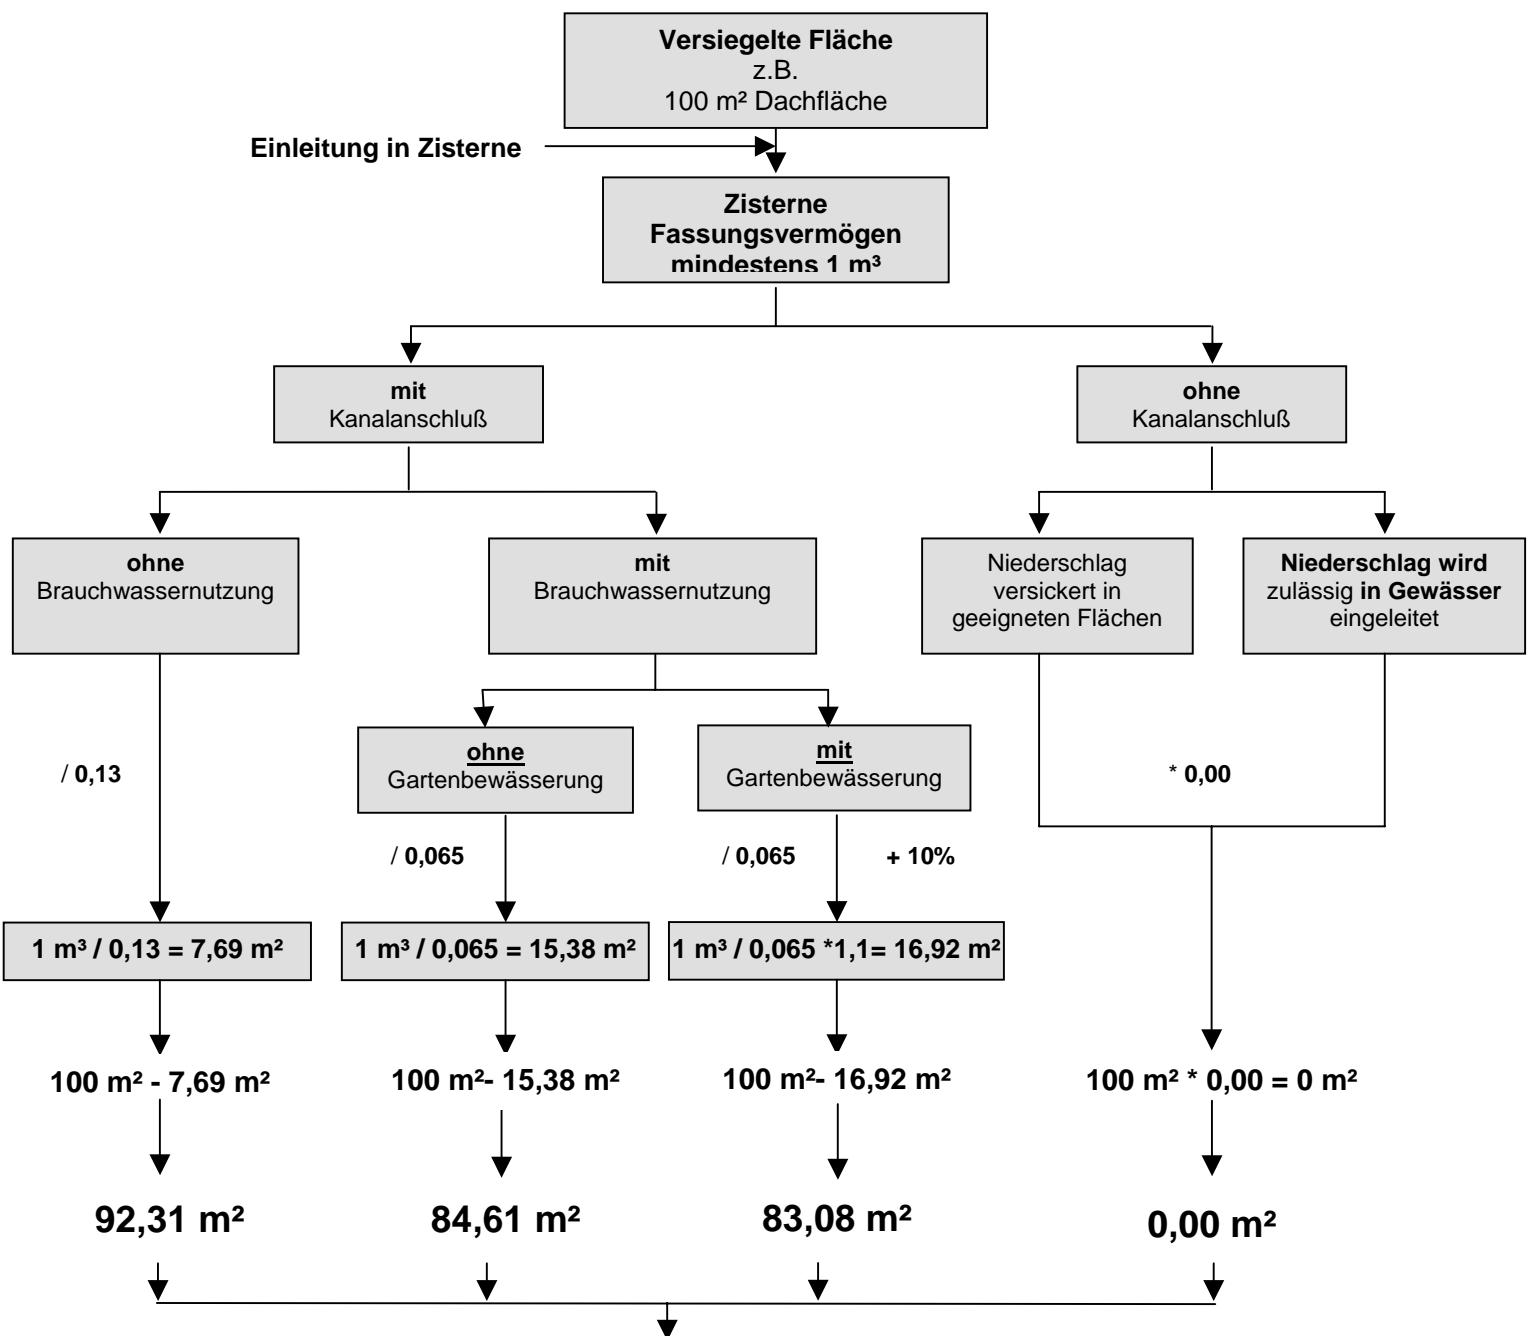 Versiegelte Fläche
z.B.
100 m² Dachfläche
Einleitung in Zisterne
Zisterne
Fassungsvermögen
mindestens 1 m³
mit
Kanalanschluß
ohne
Kanalanschluß
ohne
Brauchwassernutzung
mit
Brauchwassernutzung
Niederschlag
versickert in
geeigneten Flächen
Niederschlag wird
zulässig in Gewässer
eingeleitet
ohne
Gartenbewässerung
mit
Gartenbewässerung
/ 0,13
* 0,00
/ 0,065
/ 0,065 + 10%
1 m³ / 0,13 = 7,69 m²
1 m³ / 0,065 = 15,38 m²
1 m³ / 0,065 *1,1= 16,92 m²
100 m² - 7,69 m²
100 m²- 15,38 m²
100 m²- 16,92 m²
100 m² * 0,00 = 0 m²
92,31 m²
84,61 m²
83,08 m²
0,00 m²